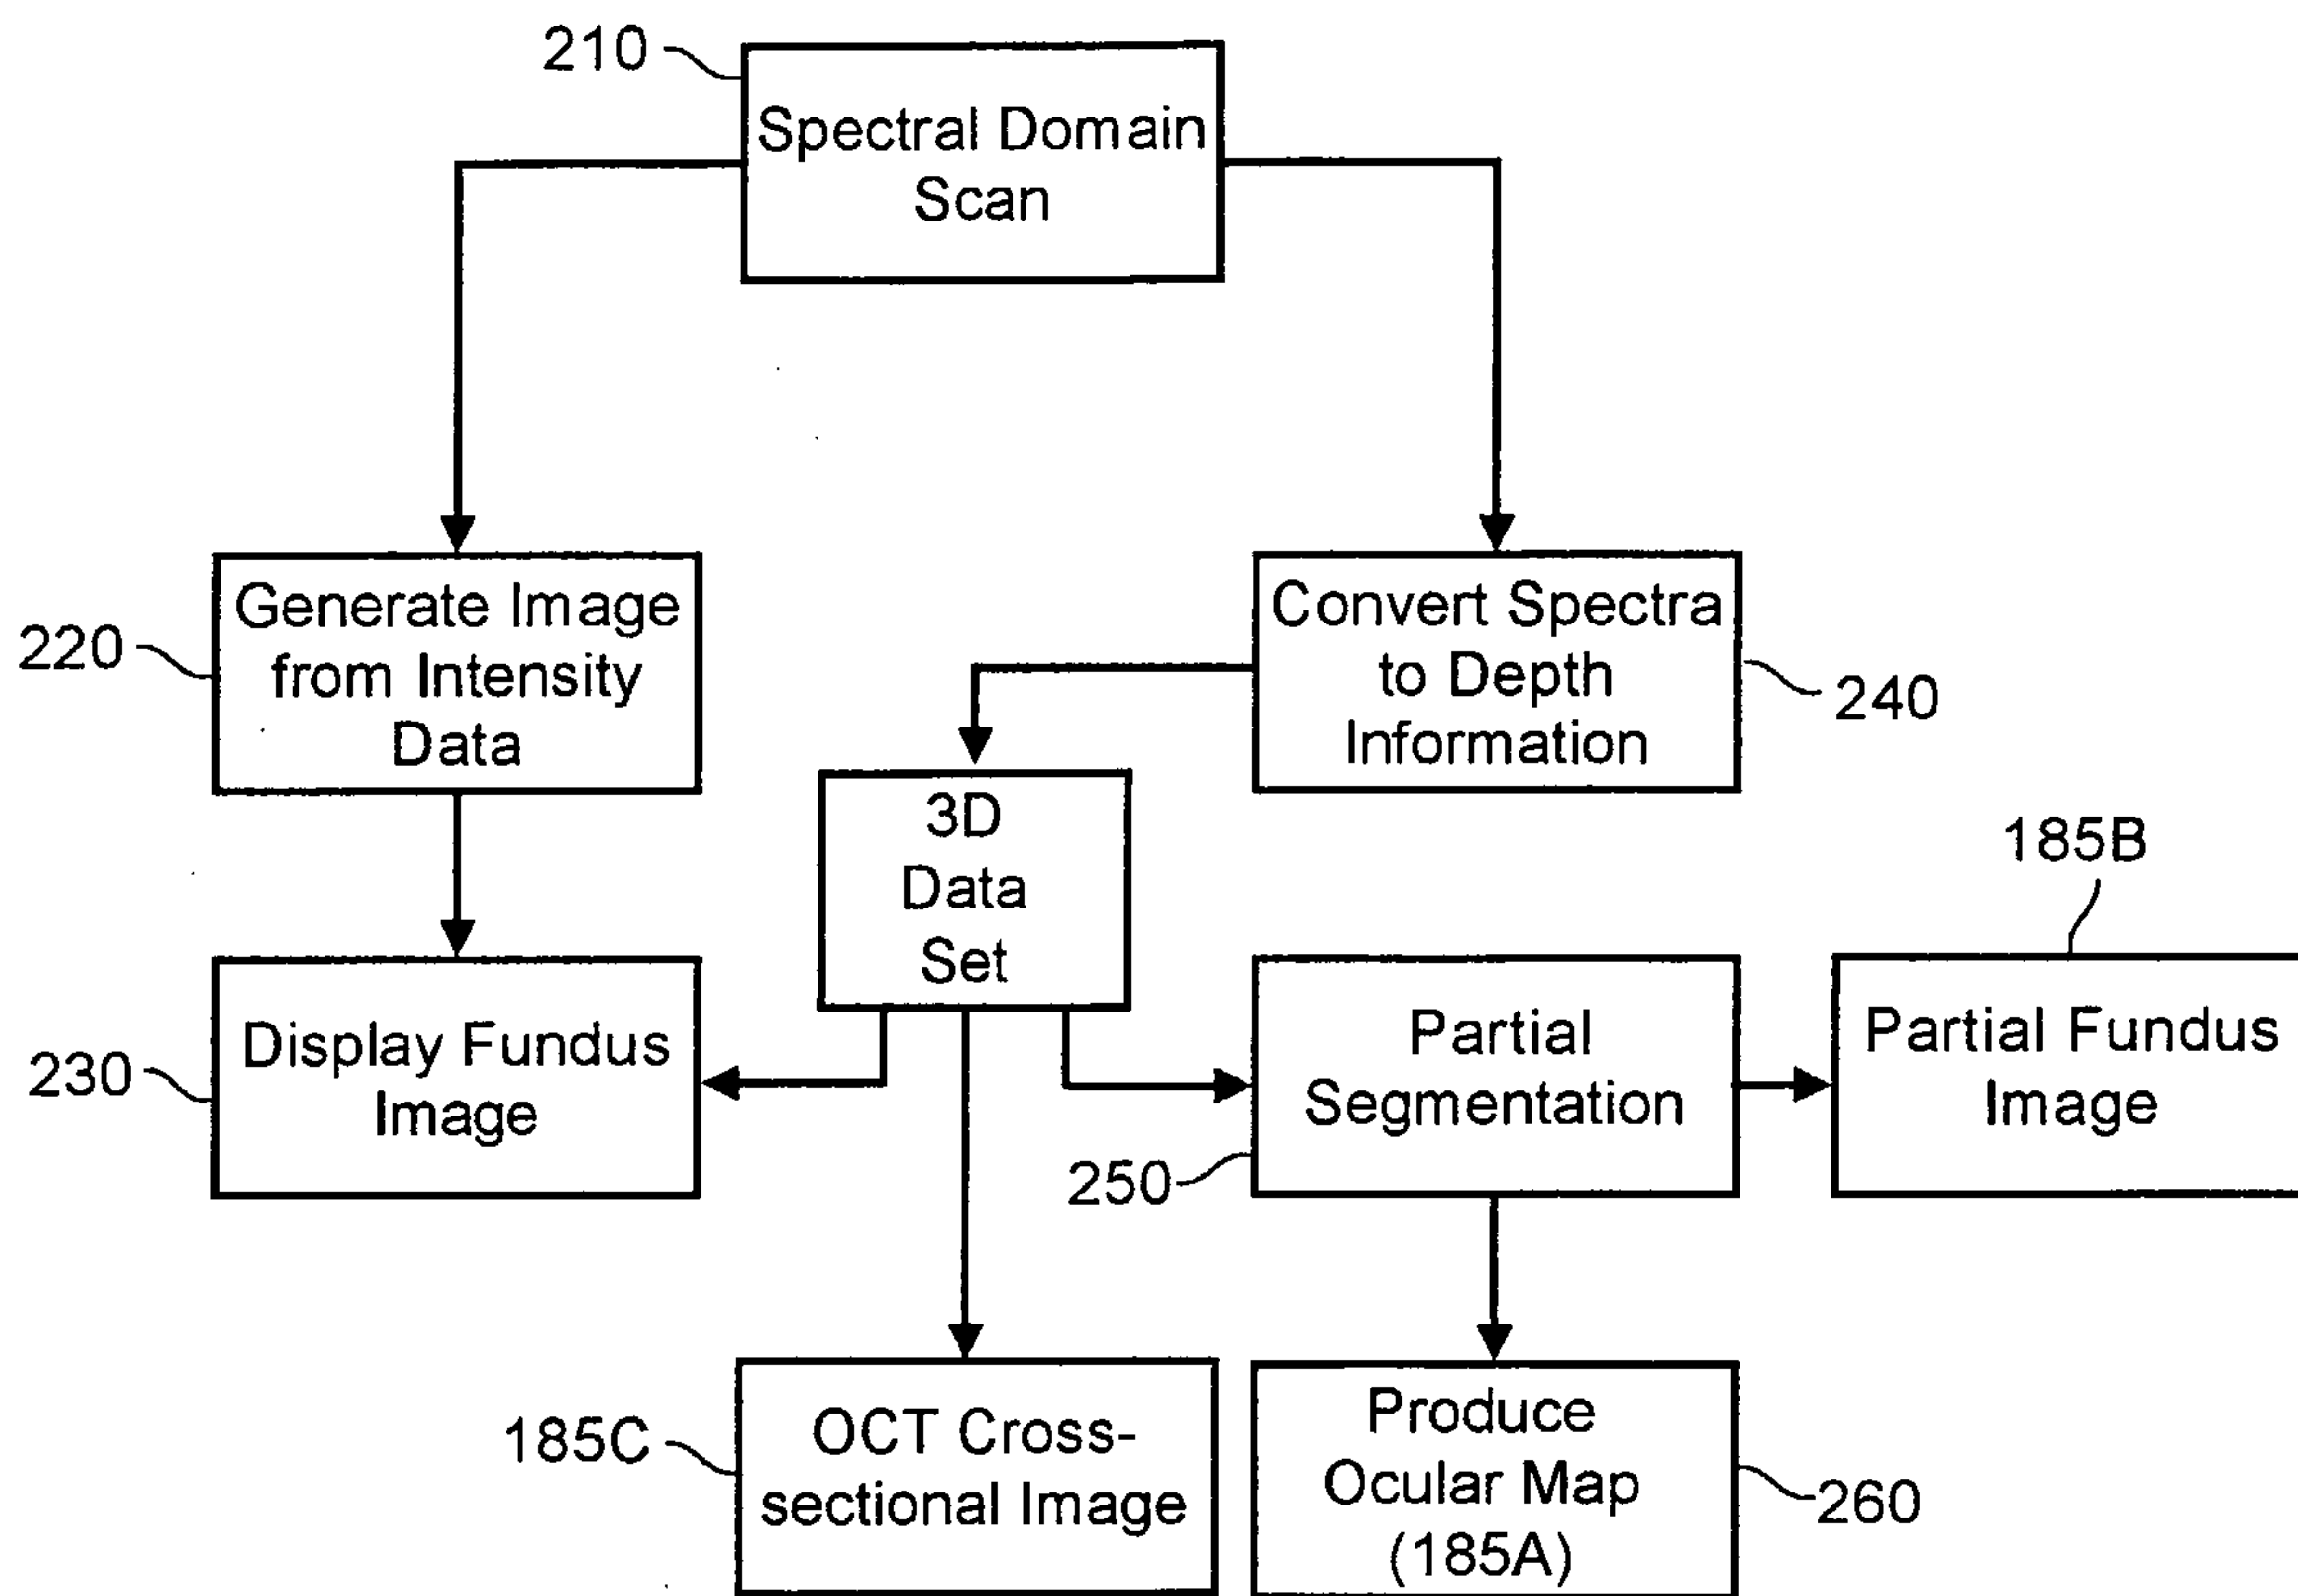 210
Spectral Domain
Scan
220
Generate Image
from Intensity
Data
Convert Spectra
to Depth
Information
240
3D
Data
Set
185B
230
Display Fundus
Image
250
Partial
Segmentation
Partial Fundus
Image
185C
OCT Cross-
sectional Image
Produce
Ocular Map
(185A)
260